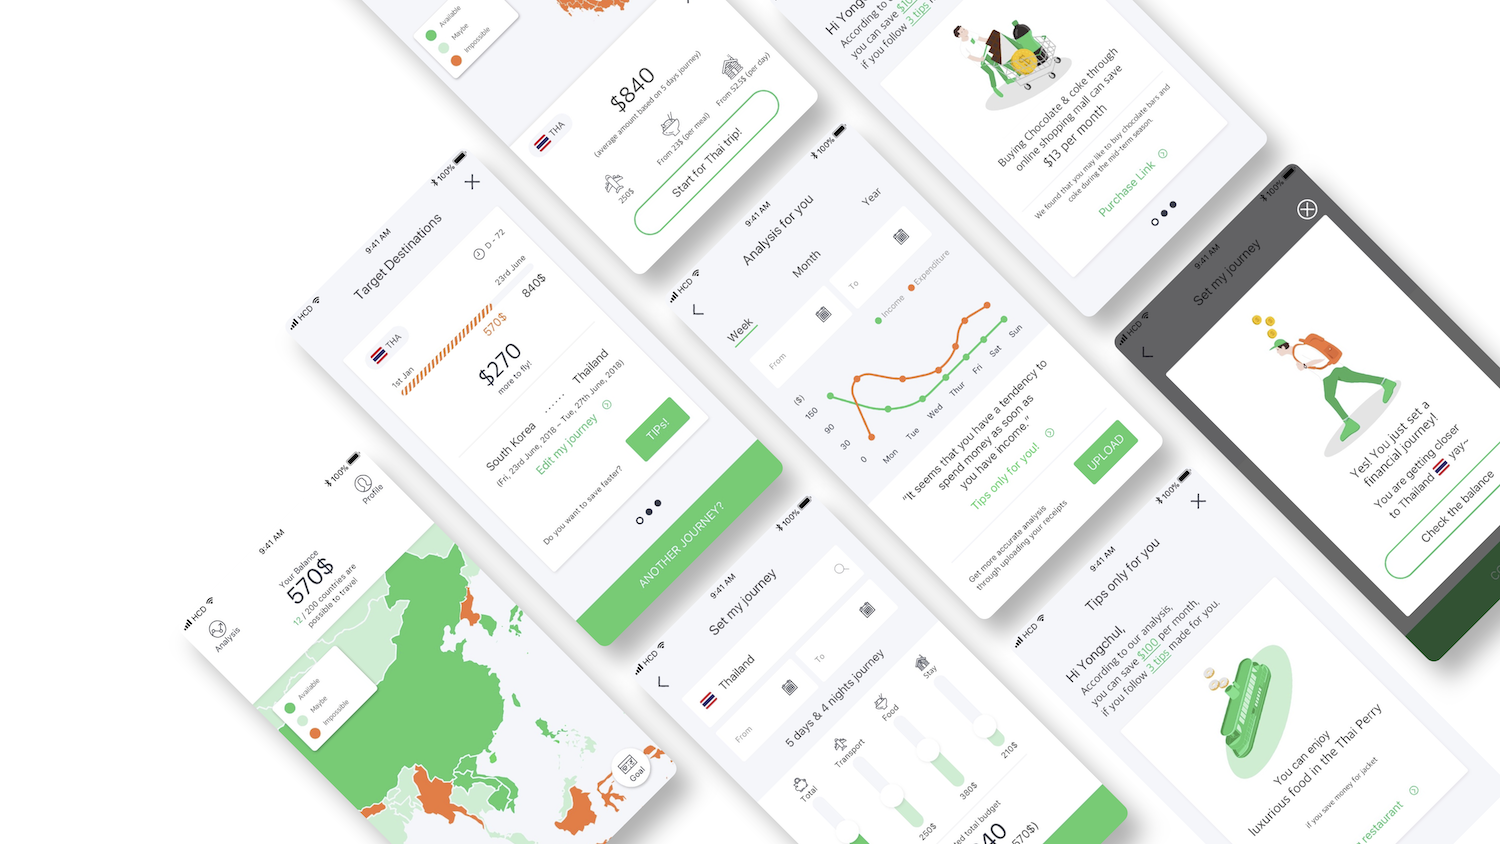 Available
Maybe
Impossible
THA
$840
(average amount based on 5 days journey)
250$
From 23$ (per meal)
From 52.5$ (per day)
Start for Thai trip!
Hi Yongchul,
According to our analysis,
you can save $100 per month,
if you follow 3 tips made for you.
Buying Chocolate & coke through
online shopping mall can save
$13 per month
We found that you may like to buy chocolate bars and
coke during the mid-term season.
Purchase Link
HCD
9:41 AM
100%
Target Destinations
D - 72
THA
1st Jan
23rd June
570$
840$
$270
more to fly!
South Korea ...... Thailand
(Fri, 23rd June, 2018 ~ Tue, 27th June, 2018)
Edit my journey
Do you want to save faster?
TIPs!
ANOTHER JOURNEY?
HCD
9:41 AM
100%
Analysis for you
Week
Month
Year
From
To
Income
Expenditure
($)
150
90
30
0
Mon
Tue
Wed
Thur
Fri
Sat
Sun
“It seems that you have a tendency to
spend money as soon as
you have income.”
Tips only for you!
Get more accurate analysis
through uploading your receipts
UPLOAD
HCD
9:41 AM
100%
Set my journey
Yes! You just set a
financial journey!
You are getting closer
to Thailand yay~
Check the balance
HCD
9:41 AM
100%
Analysis
Your Balance
570$
12 / 200 countries are
possible to travel
Profile
Available
Maybe
Impossible
Goal
HCD
9:41 AM
100%
Set my journey
Thailand
From
To
5 days & 4 nights journey
Total
Transport
Food
Stay
250$
380$
210$
total budget
570$)
HCD
9:41 AM
100%
Tips only for you
Hi Yongchul,
According to our analysis,
you can save $100 per month,
if you follow 3 tips made for you.
You can enjoy
luxurious food in the Thai Perry
if you save money for jacket
restaurant